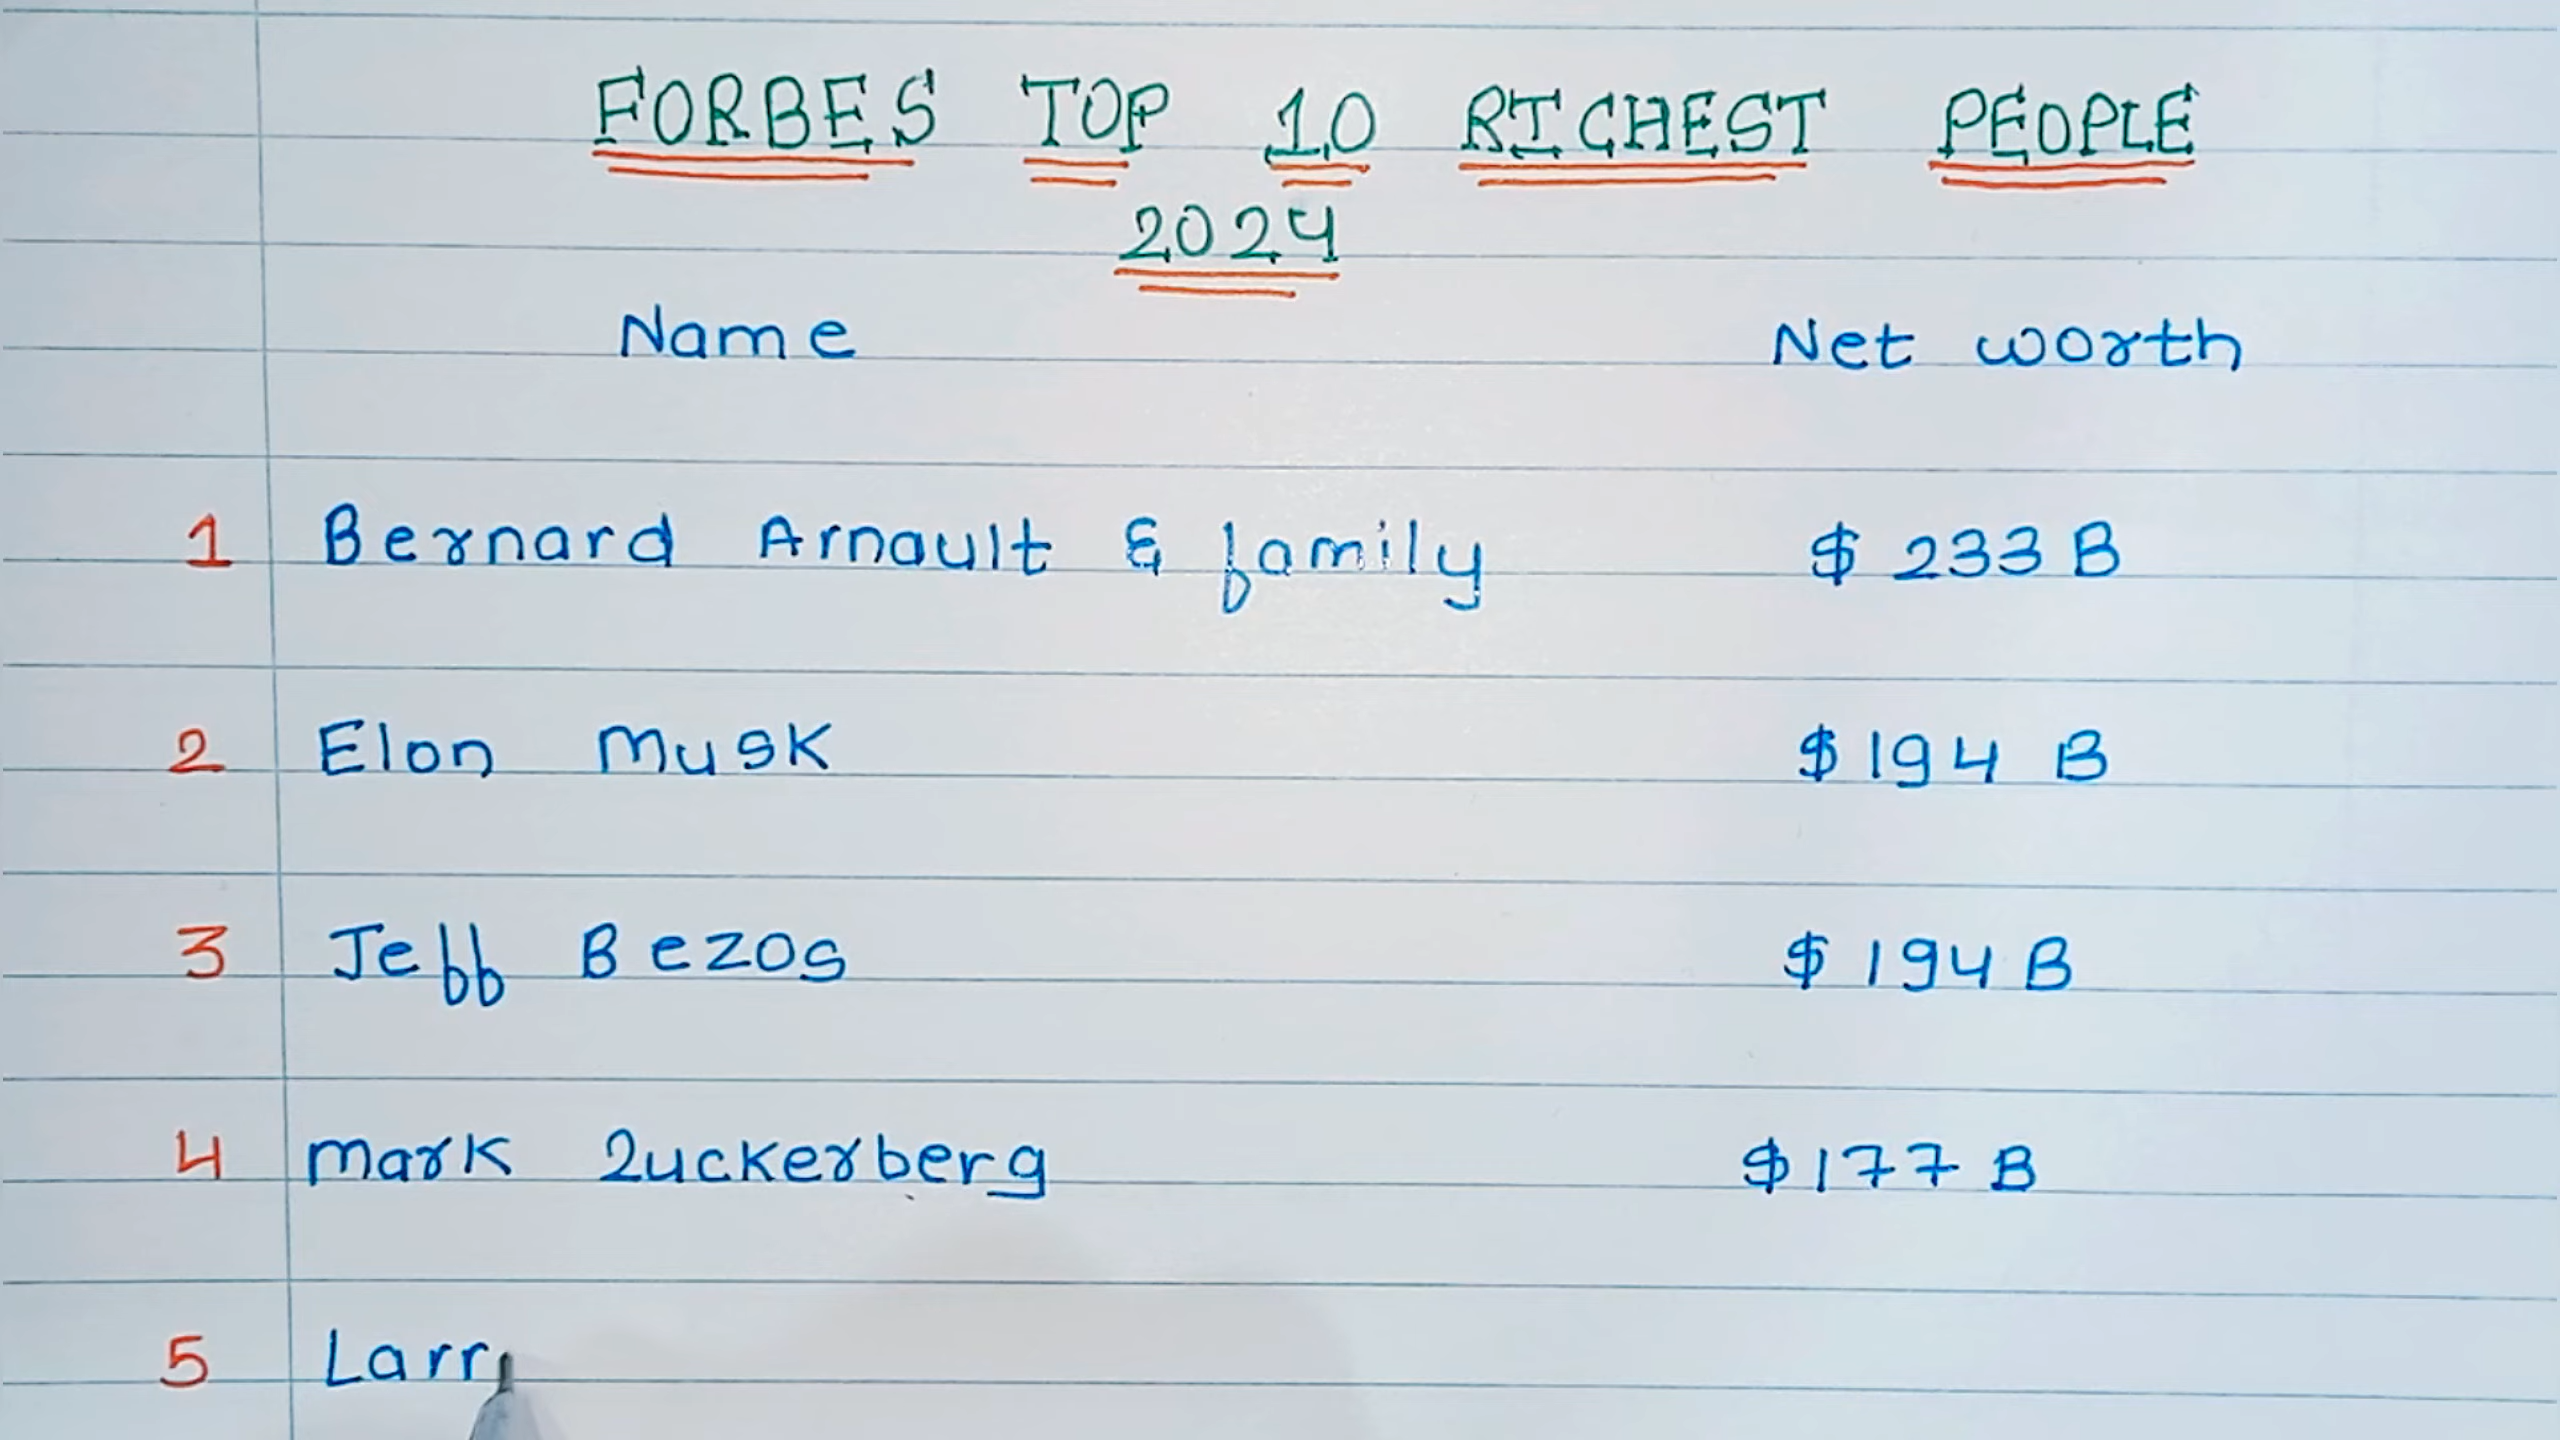 FORBES TOP 10 RICHEST PEOPLE
2024
Name Net worth
1 Bernard Arnault & family $ 233 B
2 Elon Musk $ 194 B
3 Jeff Bezos $ 194 B
4 Mark Zuckerberg $ 177 B
5 Larr